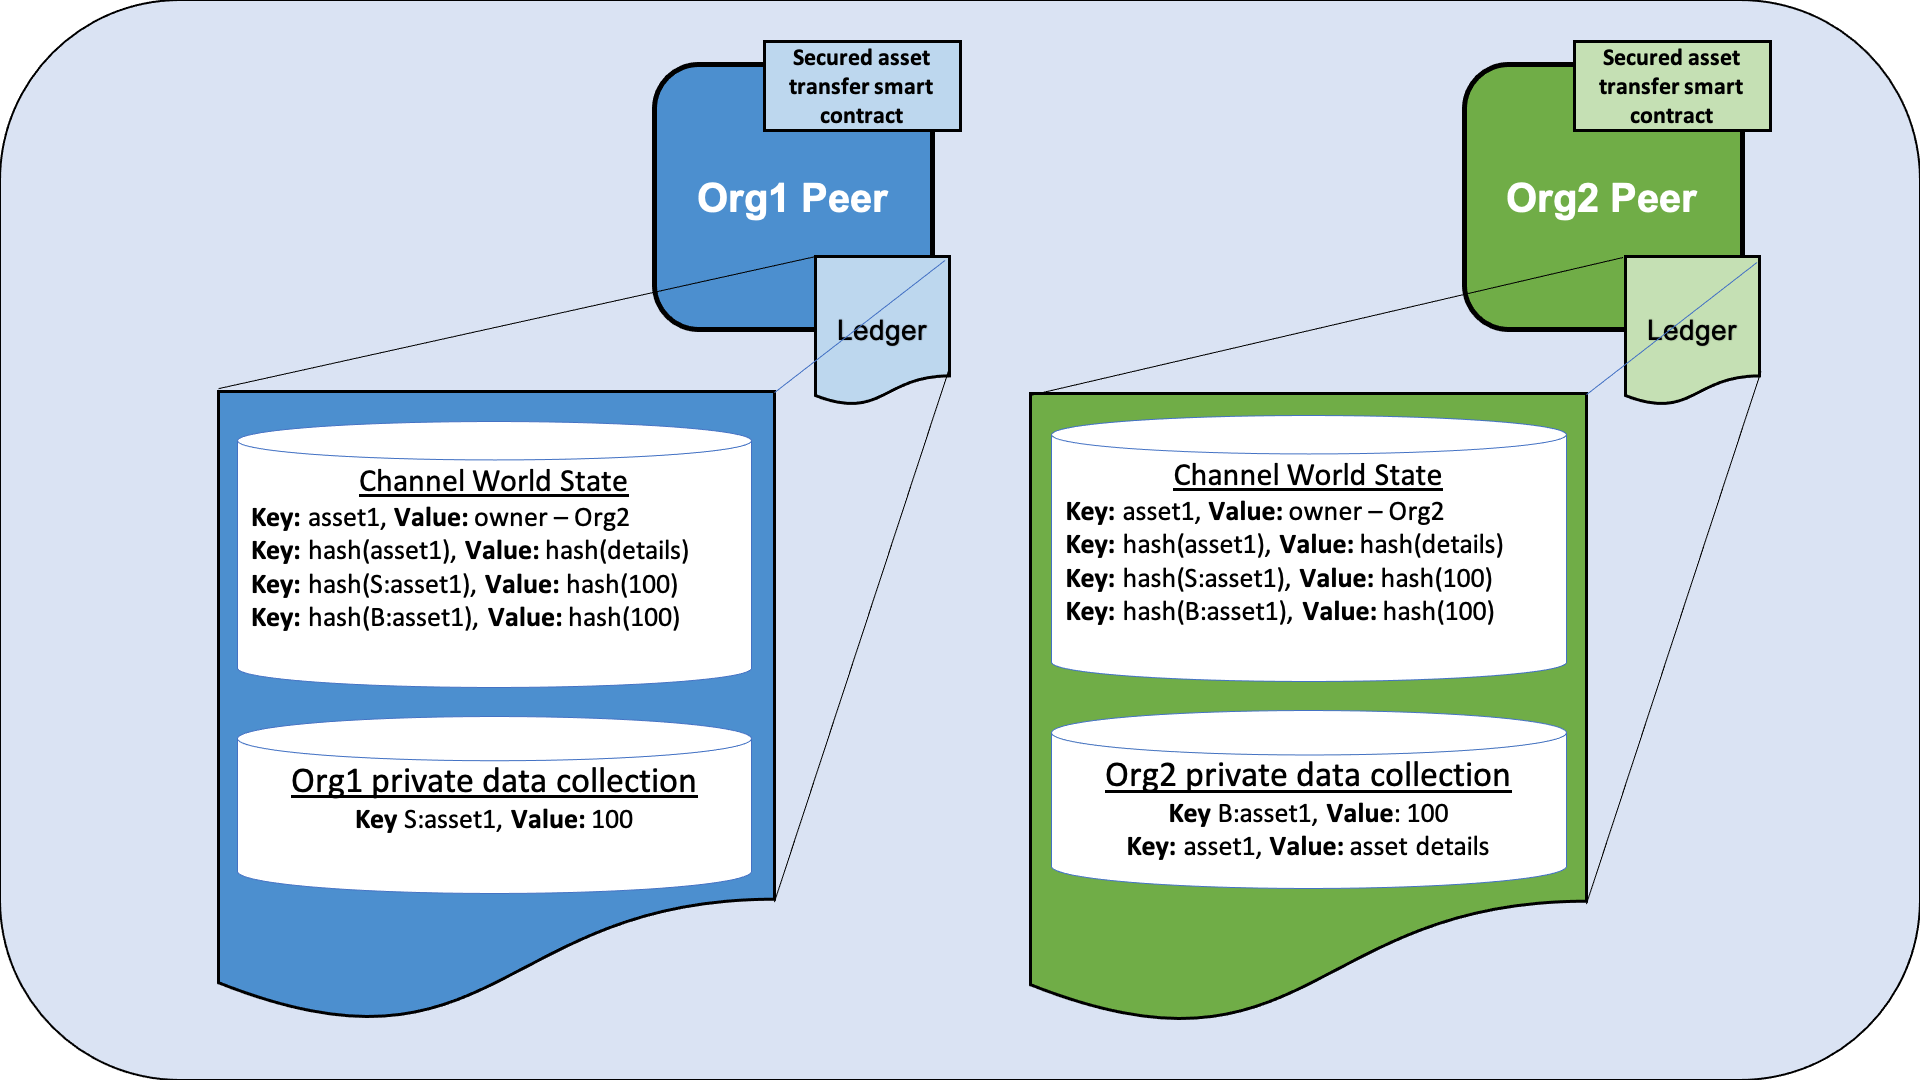 Secured asset
transfer smart
contract
Org1 Peer
Ledger
Channel World State
Key: asset1, Value: owner – Org2
Key: hash(asset1), Value: hash(details)
Key: hash(S:asset1), Value: hash(100)
Key: hash(B:asset1), Value: hash(100)
Org1 private data collection
Key S:asset1, Value: 100
Secured asset
transfer smart
contract
Org2 Peer
Ledger
Channel World State
Key: asset1, Value: owner – Org2
Key: hash(asset1), Value: hash(details)
Key: hash(S:asset1), Value: hash(100)
Key: hash(B:asset1), Value: hash(100)
Org2 private data collection
Key B:asset1, Value: 100
Key: asset1, Value: asset details